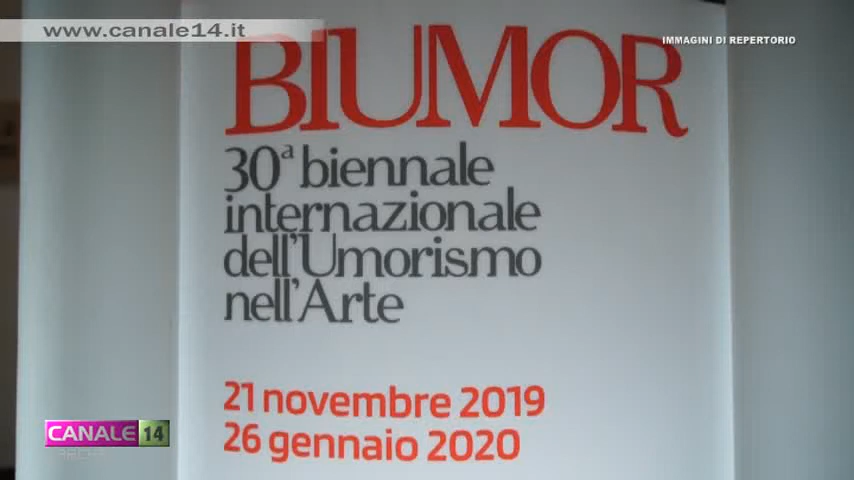 www.canale14.it
IMMAGINI DI REPERTORIO
BIUMOR
30ª biennale
internazionale
dell'Umorismo
nell'Arte
21 novembre 2019
26 gennaio 2020
CANALE 14